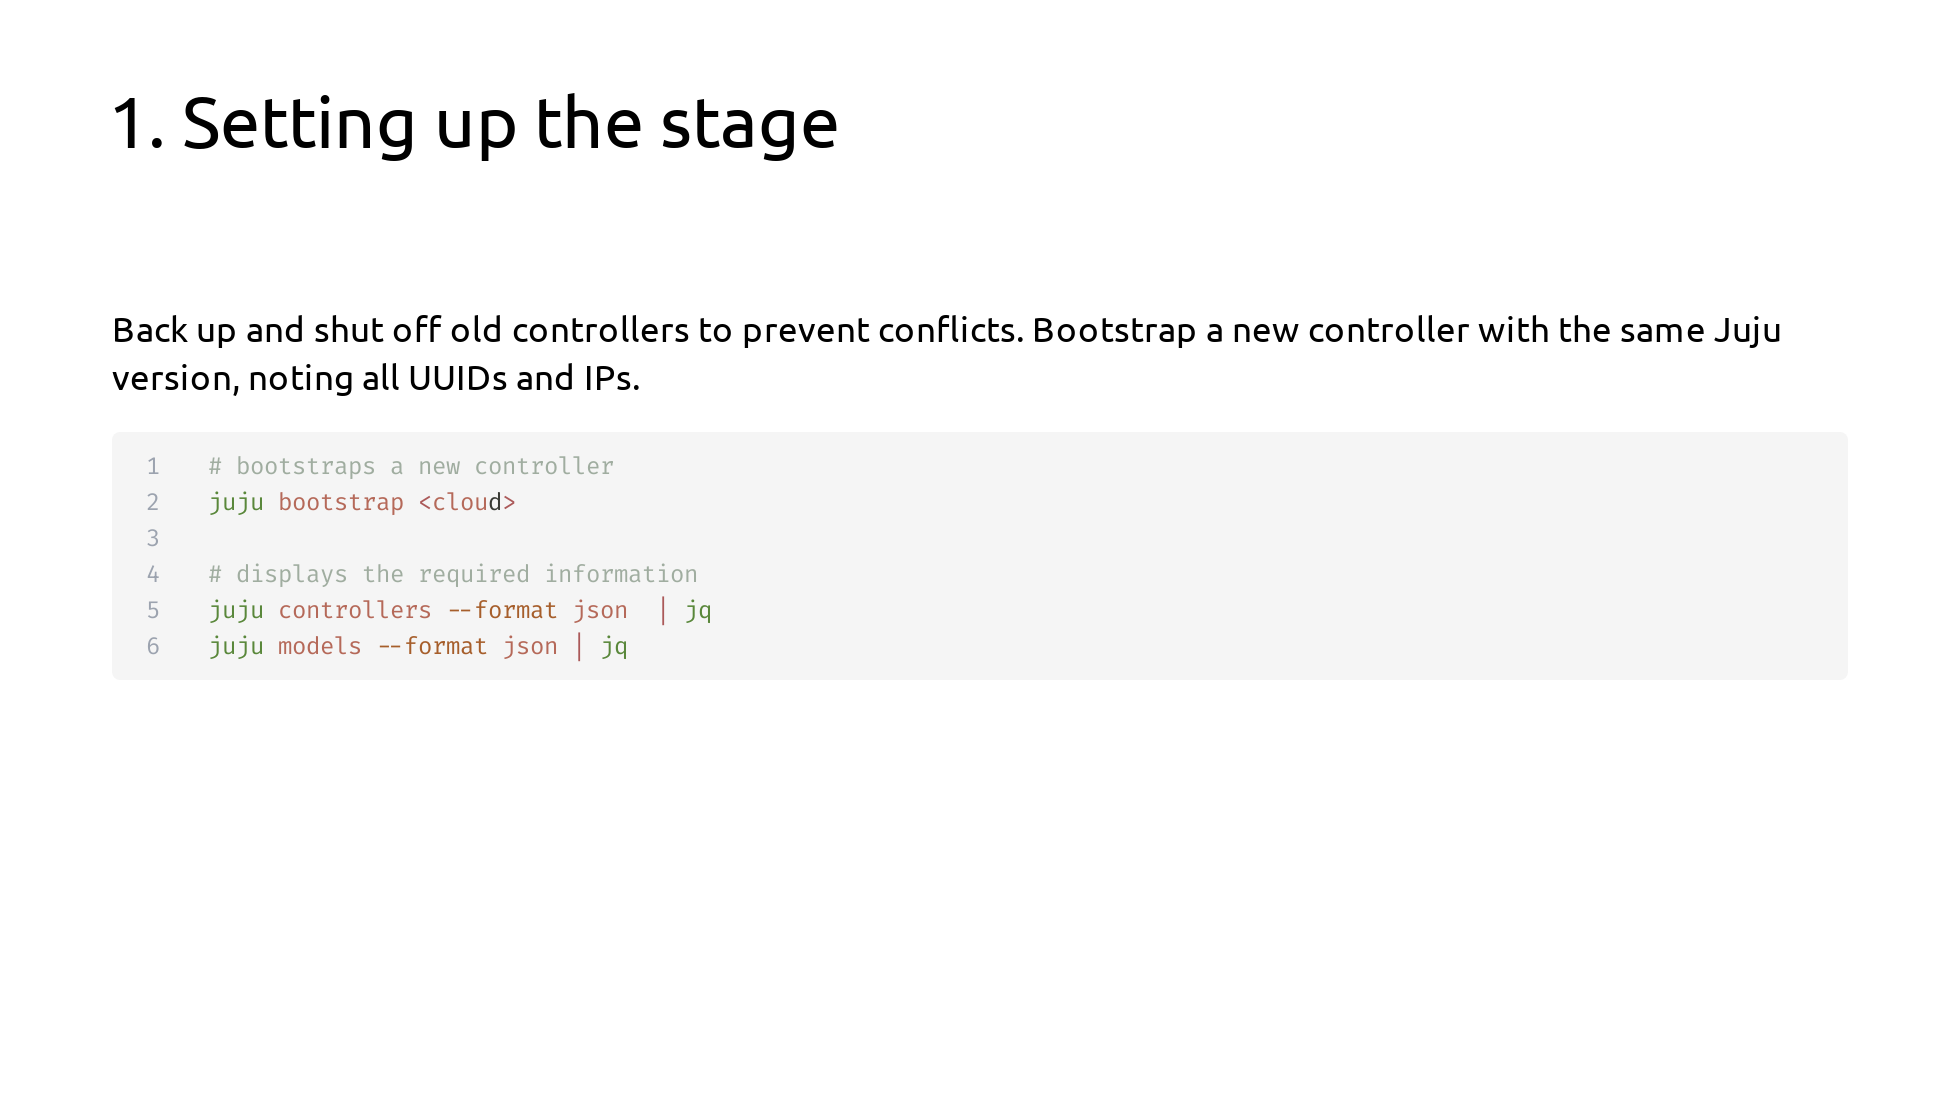 1. Setting up the stage
Back up and shut off old controllers to prevent conflicts. Bootstrap a new controller with the same Juju
version, noting all UUIDs and IPs.
1 # bootstraps a new controller
2 juju bootstrap <cloud>
3
4 # displays the required information
5 juju controllers --format json  | jq
6 juju models --format json | jq